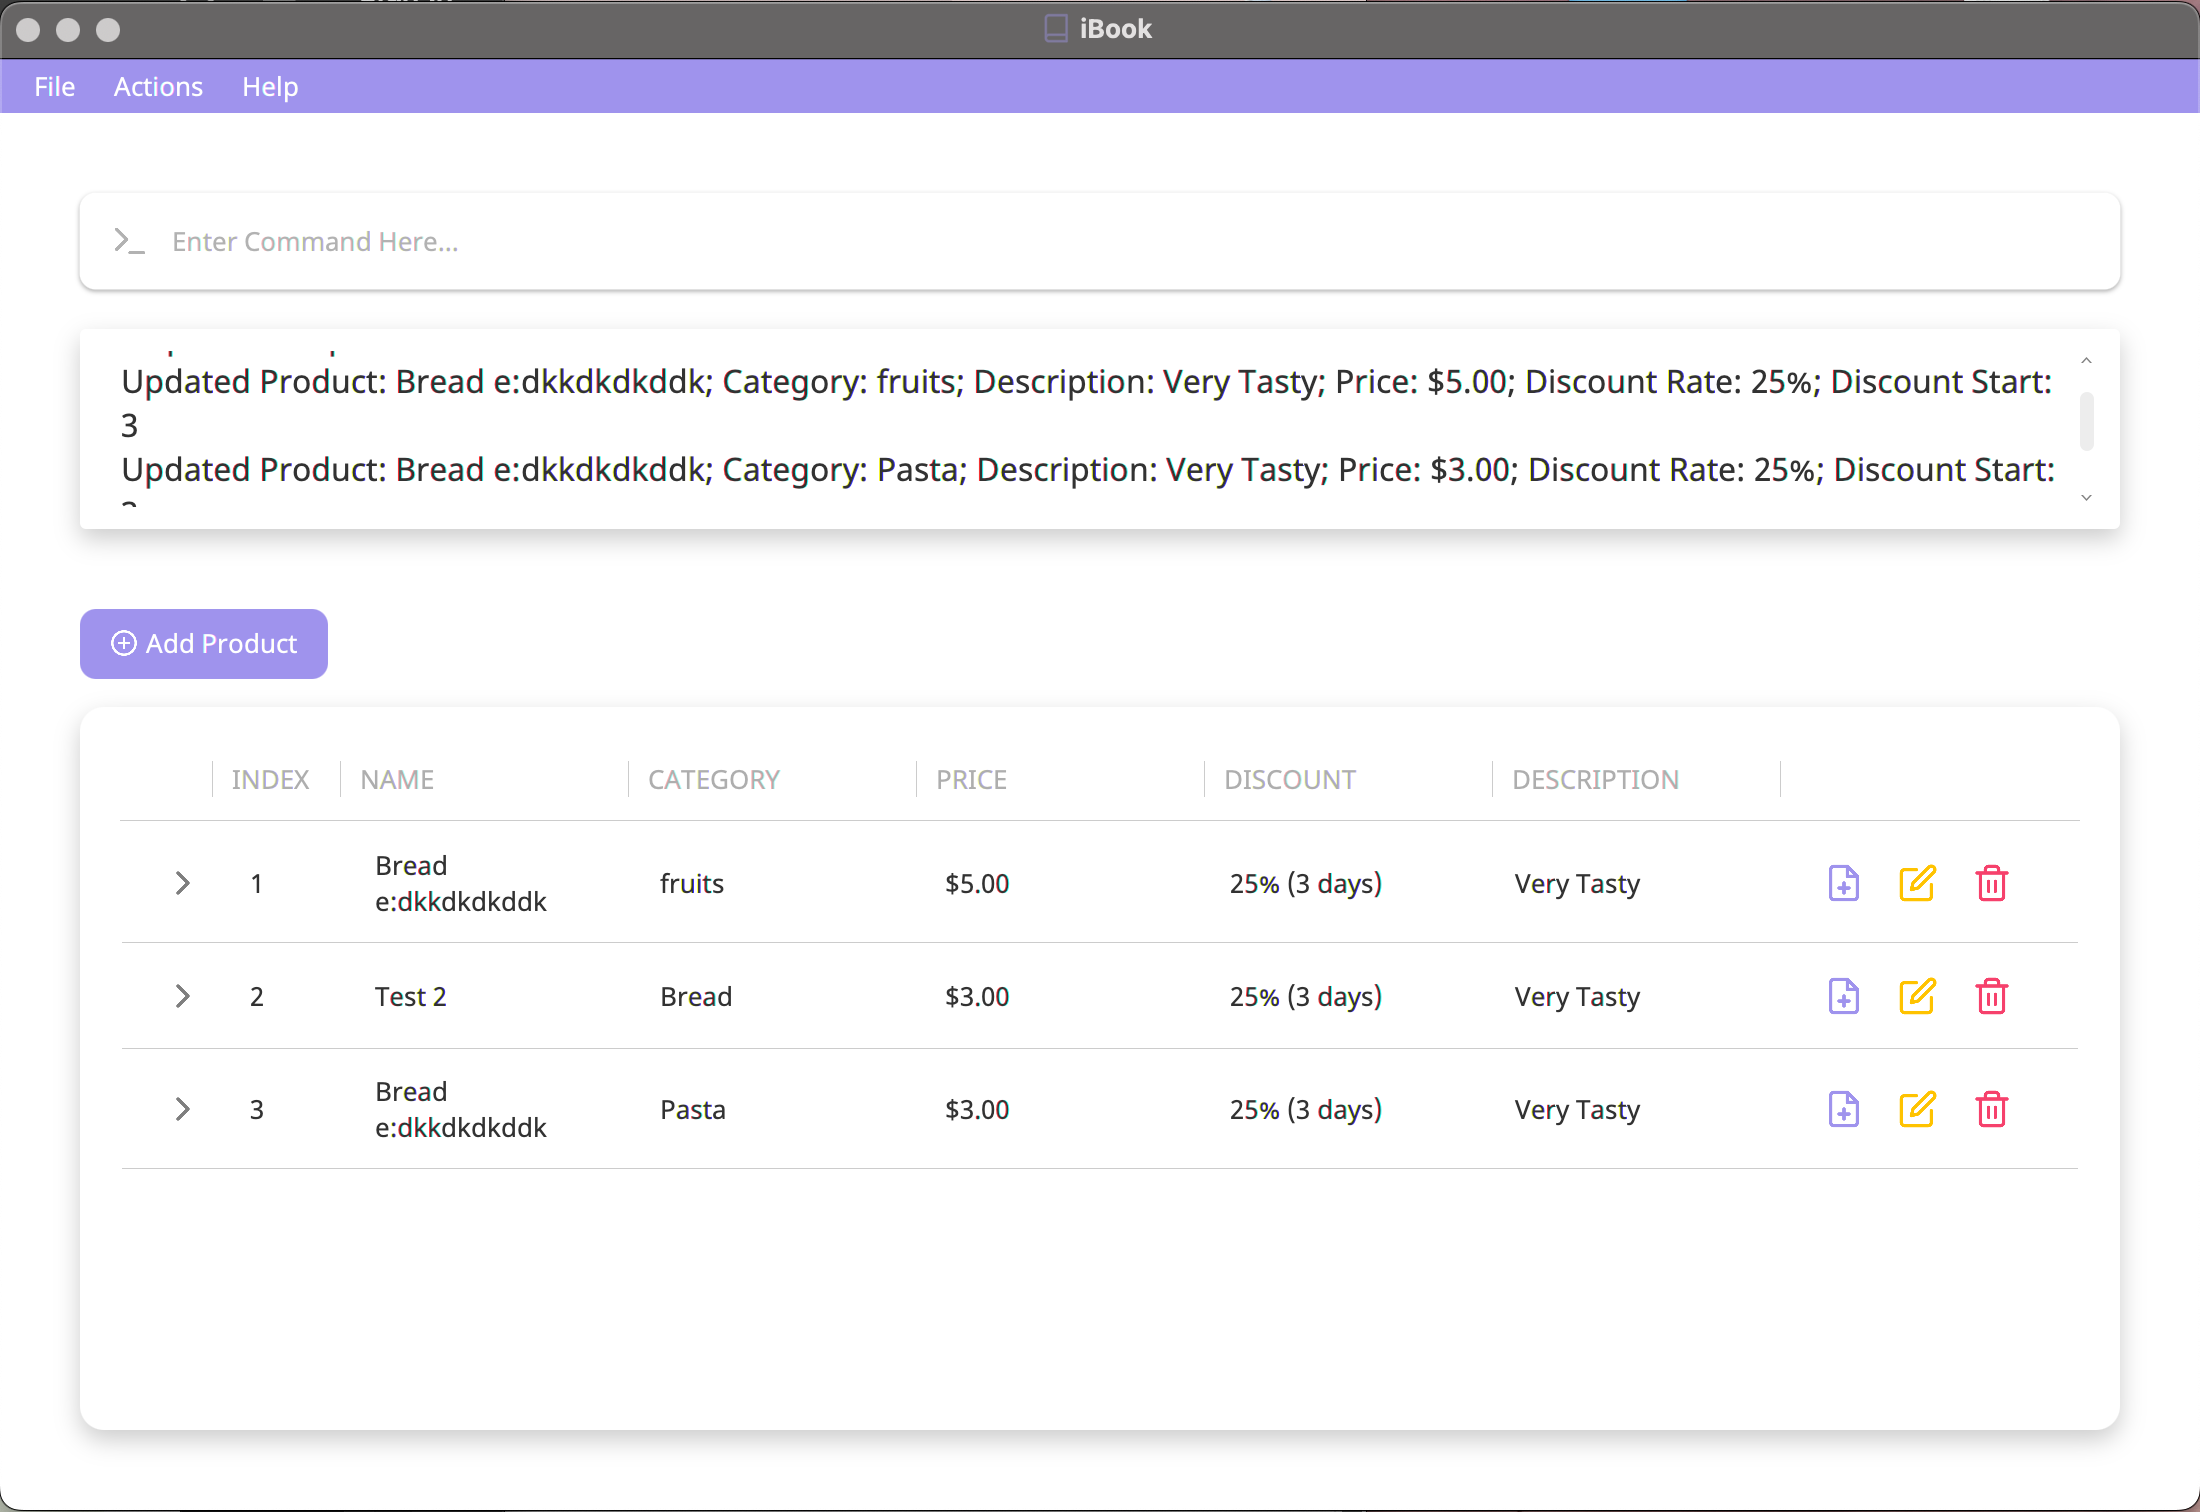 iBook
File Actions Help
Enter Command Here...
Updated Product: Bread e:dkkdkdkddk; Category: fruits; Description: Very Tasty; Price: $5.00; Discount Rate: 25%; Discount Start:
3
Updated Product: Bread e:dkkdkdkddk; Category: Pasta; Description: Very Tasty; Price: $3.00; Discount Rate: 25%; Discount Start:
Add Product
INDEX NAME CATEGORY PRICE DISCOUNT DESCRIPTION
1 Bread e:dkkdkdkddk fruits $5.00 25% (3 days) Very Tasty
2 Test 2 Bread $3.00 25% (3 days) Very Tasty
3 Bread e:dkkdkdkddk Pasta $3.00 25% (3 days) Very Tasty